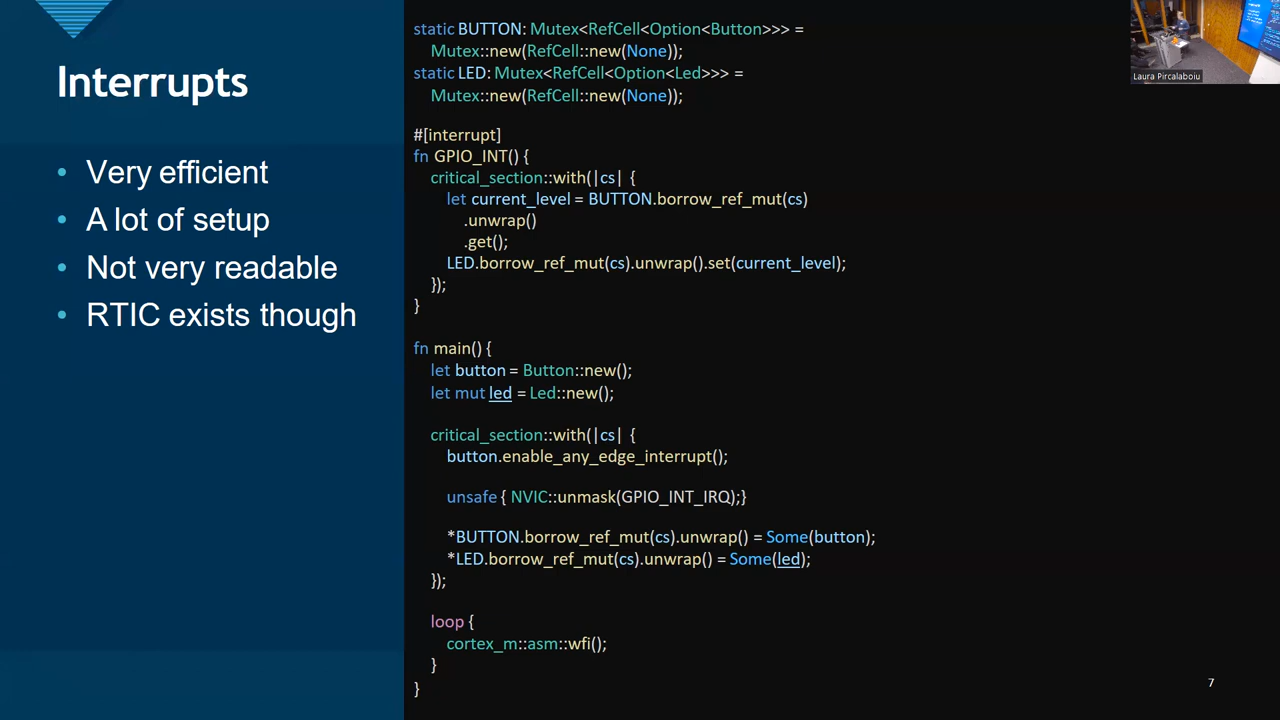 Interrupts
• Very efficient
• A lot of setup
• Not very readable
• RTIC exists though
static BUTTON: Mutex<RefCell<Option<Button>>> =
Mutex::new(RefCell::new(None));
static LED: Mutex<RefCell<Option<Led>>> =
Mutex::new(RefCell::new(None));
#[interrupt]
fn GPIO_INT() {
critical_section::with(|cs| {
let current_level = BUTTON.borrow_ref_mut(cs)
.unwrap()
.get();
LED.borrow_ref_mut(cs).unwrap().set(current_level);
});
}
fn main() {
let button = Button::new();
let mut led = Led::new();
critical_section::with(|cs| {
button.enable_any_edge_interrupt();
unsafe { NVIC::unmask(GPIO_INT_IRQ);}
*BUTTON.borrow_ref_mut(cs).unwrap() = Some(button);
*LED.borrow_ref_mut(cs).unwrap() = Some(led);
});
loop {
cortex_m::asm::wfi();
}
}
7
Laura Pircalaboiu